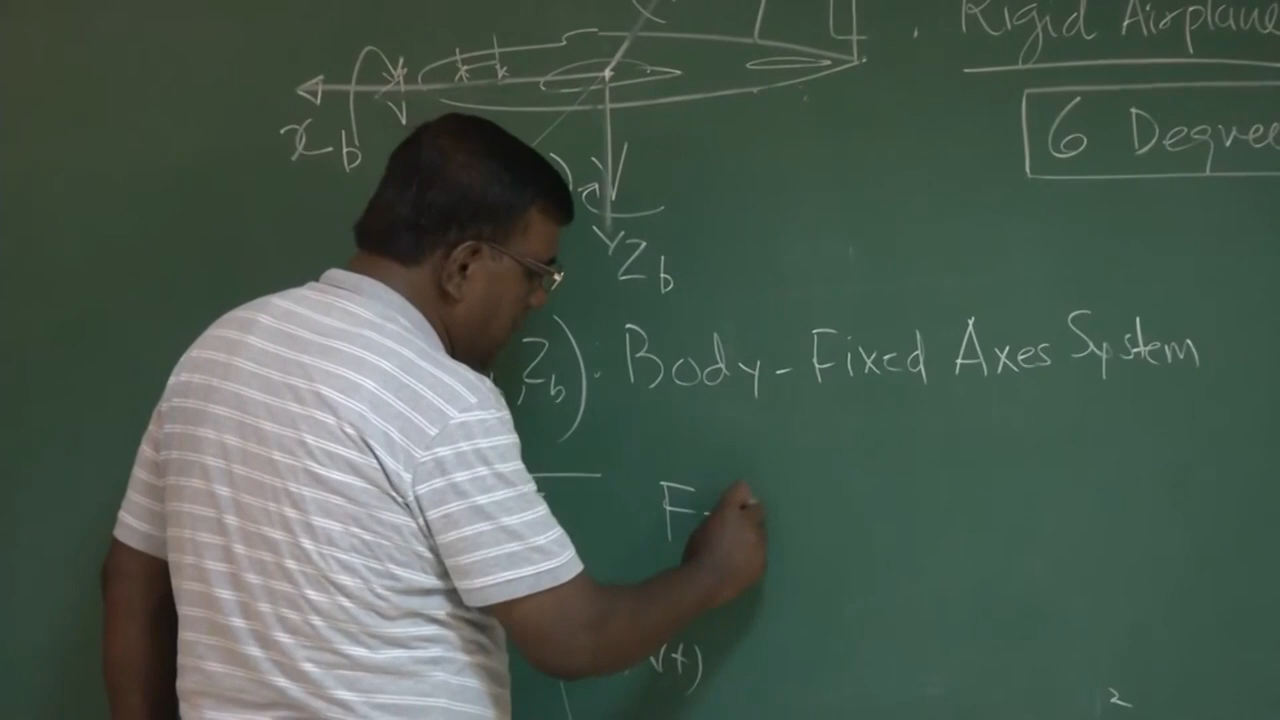 Rigid Airplane
6 Degree
x_b
Z_b
, Z_b) : Body-Fixed Axes System
F